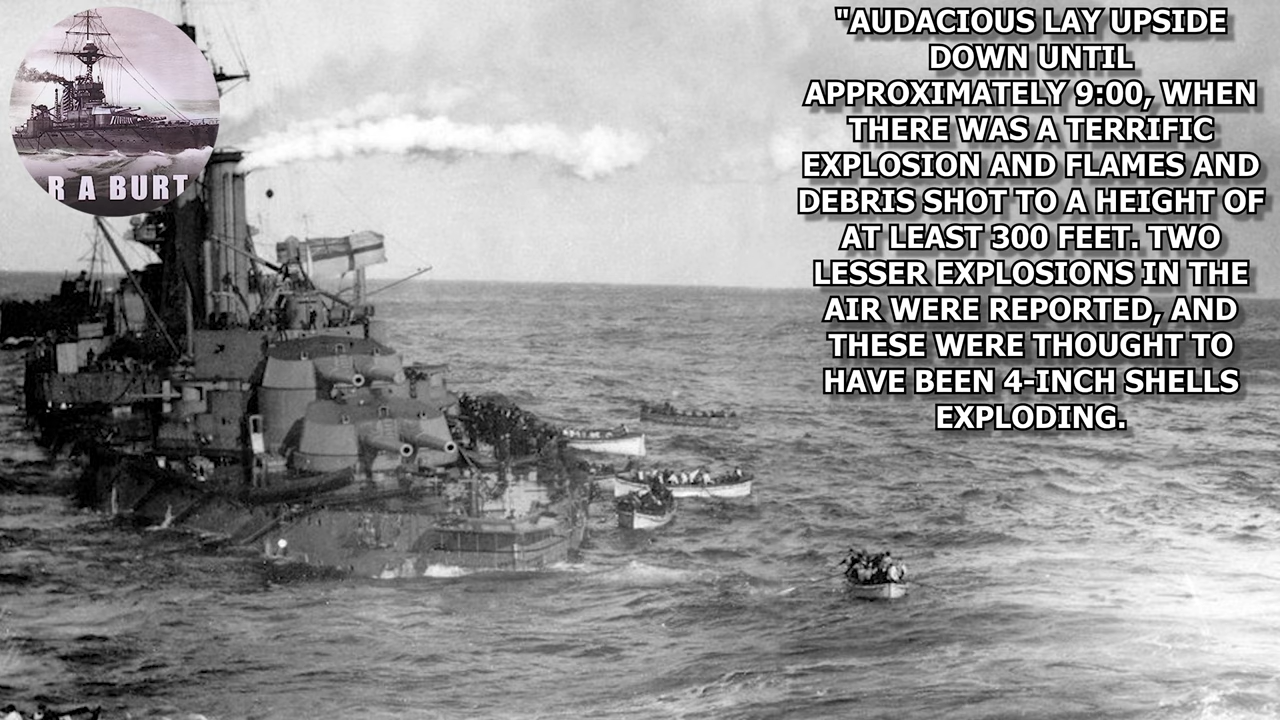 R A BURT
"AUDACIOUS LAY UPSIDE
DOWN UNTIL
APPROXIMATELY 9:00, WHEN
THERE WAS A TERRIFIC
EXPLOSION AND FLAMES AND
DEBRIS SHOT TO A HEIGHT OF
AT LEAST 300 FEET. TWO
LESSER EXPLOSIONS IN THE
AIR WERE REPORTED, AND
THESE WERE THOUGHT TO
HAVE BEEN 4-INCH SHELLS
EXPLODING.